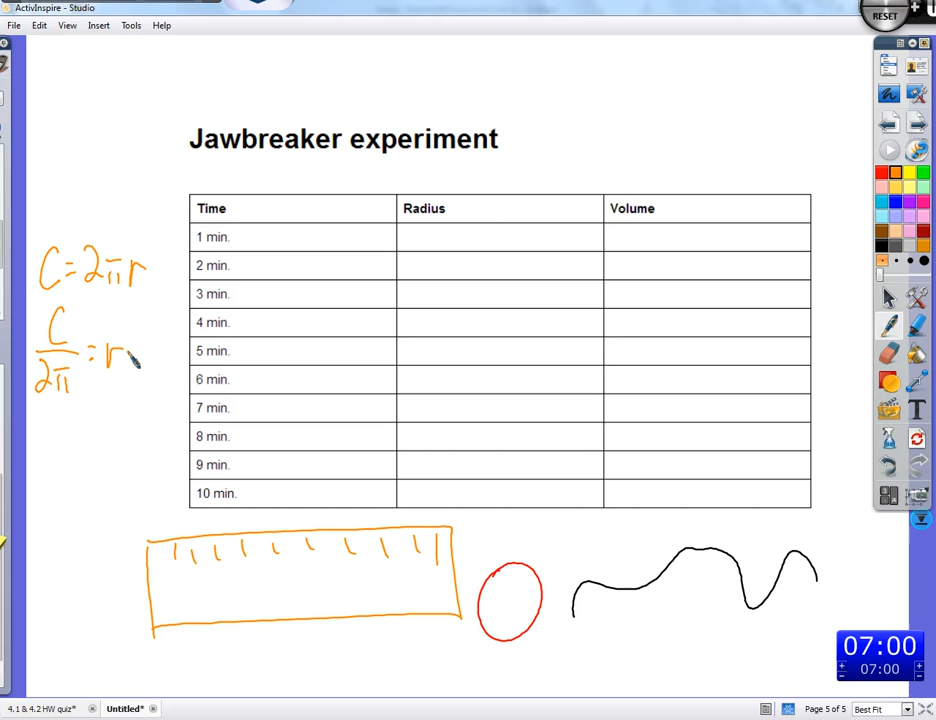 ActivInspire - Studio
RESET
File Edit View Insert Tools Help
Jawbreaker experiment
Time Radius Volume
1 min.
2 min.
3 min.
4 min.
5 min.
6 min.
7 min.
8 min.
9 min.
10 min.
C=2πr
C/2π=r
07:00
07:00
4.1 & 4.2 HW quiz* Untitled* Page 5 of 5 Best Fit